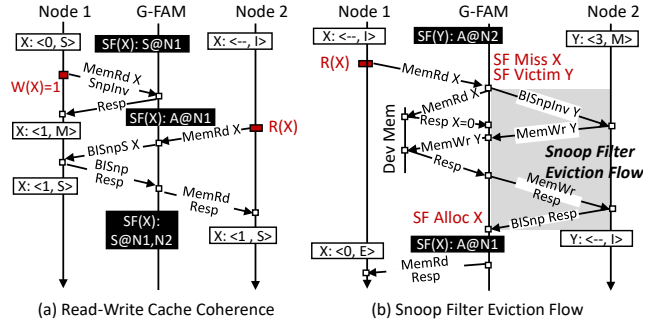 Node 1
G-FAM
Node 2
X: <0, S>
SF(X): S@N1
X: <--, I>
W(X)=1
MemRd X
SnpInv
Resp
SF(X): A@N1
X: <1, M>
MemRd X
R(X)
BISnpS X
BISnp
Resp
X: <1, S>
MemRd
Resp
SF(X):
S@N1,N2
X: <1 , S>
(a) Read-Write Cache Coherence
Node 1
G-FAM
Node 2
X: <--, I>
SF(Y): A@N2
Y: <3, M>
R(X)
SF Miss X
SF Victim Y
MemRd X
MemRd X
BISnpInv Y
Resp X=0
MemWr Y
MemWr Y
Dev Mem
Snoop Filter
Eviction Flow
Resp
MemWr
Resp
SF Alloc X
BISnp Resp
SF(X): A@N1
X: <0, E>
Y: <--, I>
MemRd
Resp
(b) Snoop Filter Eviction Flow